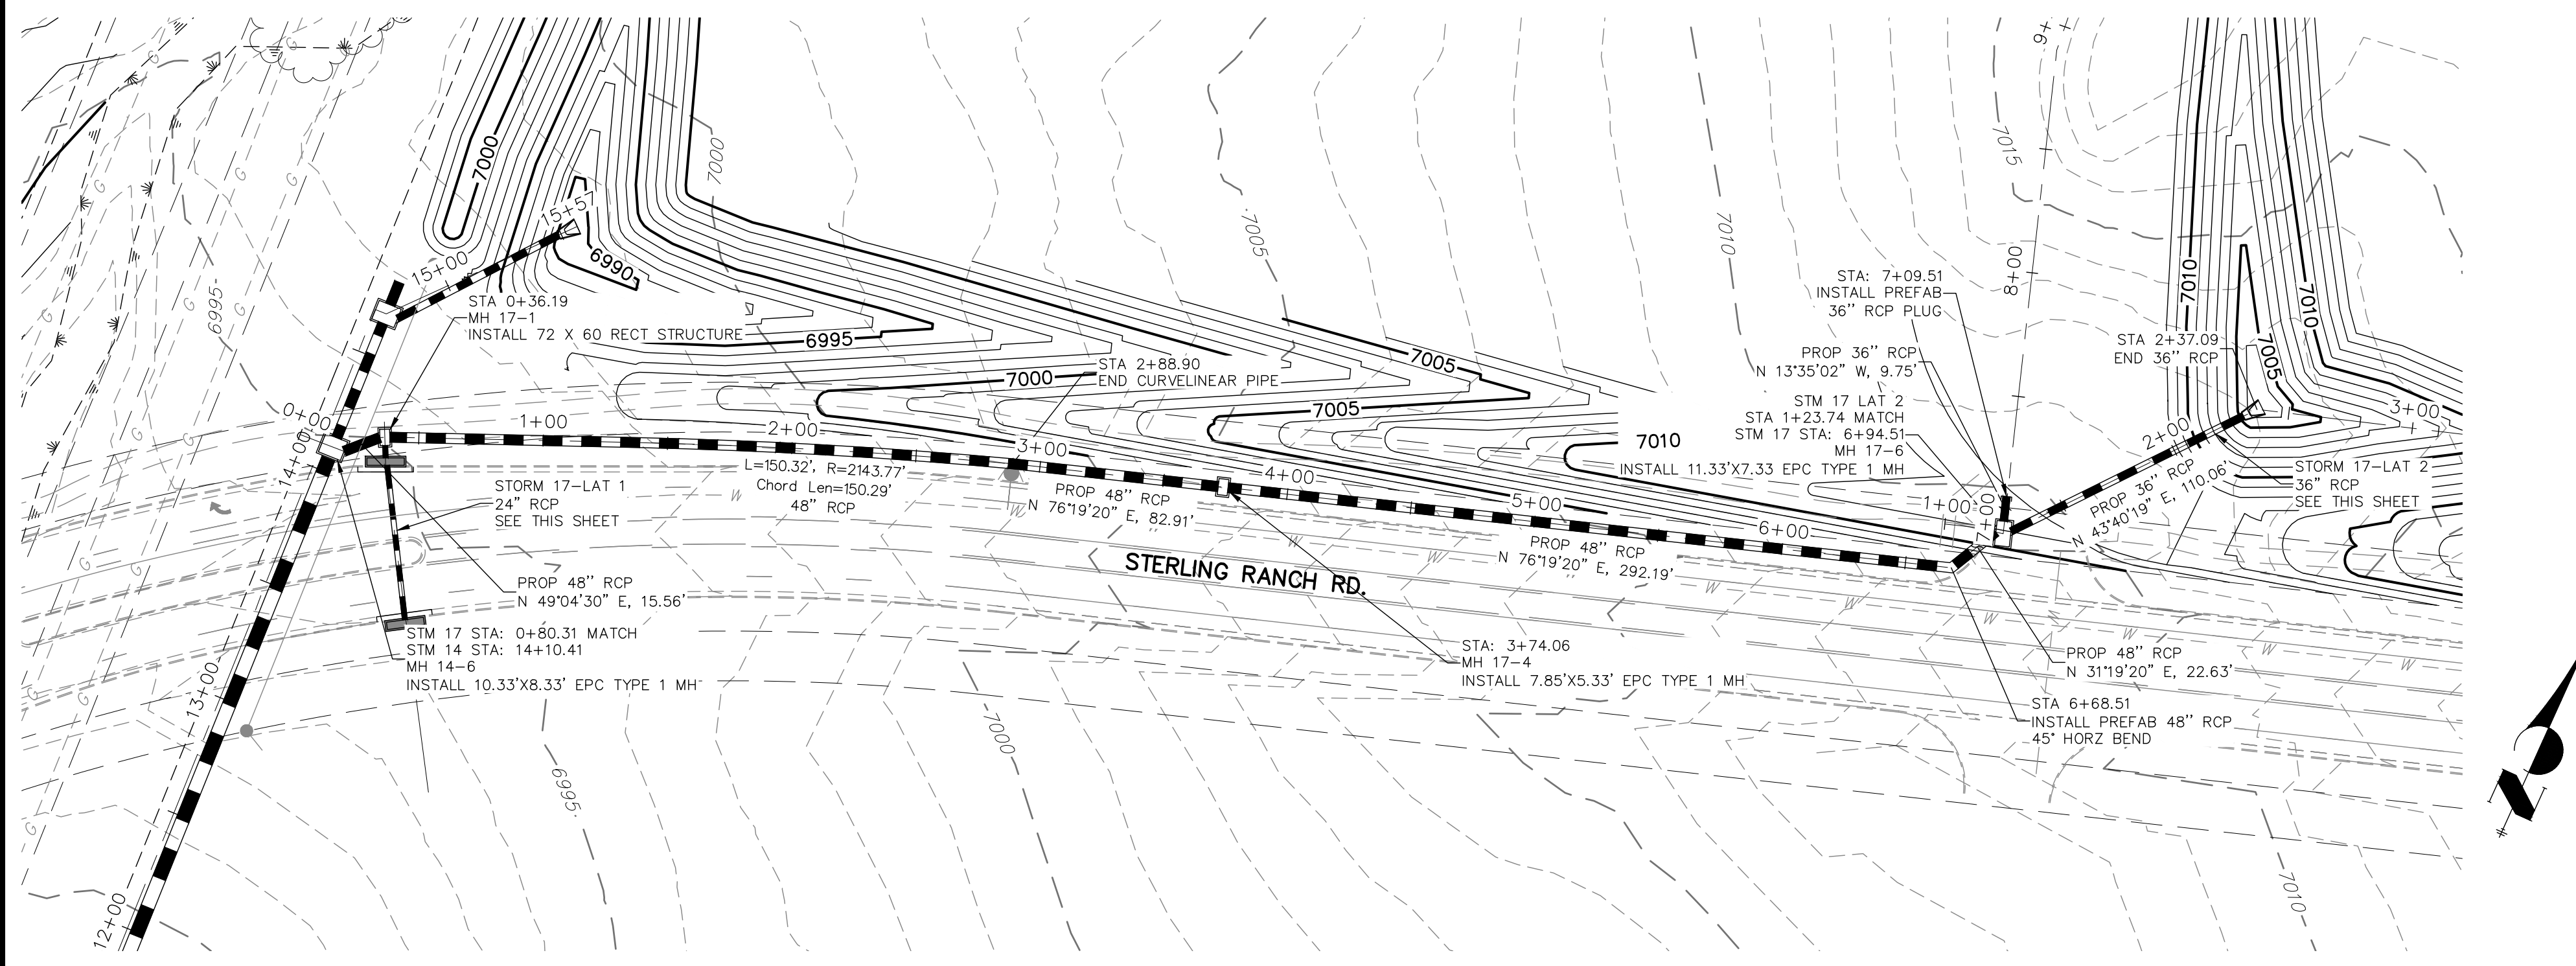 9+
7000
7000
7015
7005
7010
15+57
8+00
7010
7010
15+00
6990
6995
STA 0+36.19
MH 17-1
INSTALL 72 X 60 RECT STRUCTURE
6995
STA: 7+09.51
INSTALL PREFAB
36" RCP PLUG
7005
STA 2+37.09
END 36" RCP
7005
PROP 36" RCP
N 13°35'02" W, 9.75'
STA 2+88.90
END CURVELINEAR PIPE
7000
7005
STM 17 LAT 2
STA 1+23.74 MATCH
STM 17 STA: 6+94.51
MH 17-6
INSTALL 11.33'X7.33 EPC TYPE 1 MH
7010
0+00
1+00
2+00
3+00
4+00
5+00
6+00
1+00
7+00
2+00
3+00
14+00
L=150.32', R=2143.77'
Chord Len=150.29'
48" RCP
PROP 48" RCP
N 76°19'20" E, 82.91'
STORM 17-LAT 1
24" RCP
SEE THIS SHEET
PROP 36" RCP
N 43°40'19" E, 110.06'
STORM 17-LAT 2
36" RCP
SEE THIS SHEET
PROP 48" RCP
N 76°19'20" E, 292.19'
STERLING RANCH RD.
PROP 48" RCP
N 49°04'30" E, 15.56'
STM 17 STA: 0+80.31 MATCH
STM 14 STA: 14+10.41
MH 14-6
INSTALL 10.33'X8.33' EPC TYPE 1 MH
STA: 3+74.06
MH 17-4
INSTALL 7.85'X5.33' EPC TYPE 1 MH
PROP 48" RCP
N 31°19'20" E, 22.63'
STA 6+68.51
INSTALL PREFAB 48" RCP
45° HORZ BEND
13+00
7000
6995
7010
12+00
N
G
G
G
G
G
G
G
G
W
W
W
W
W
W
W
W
W